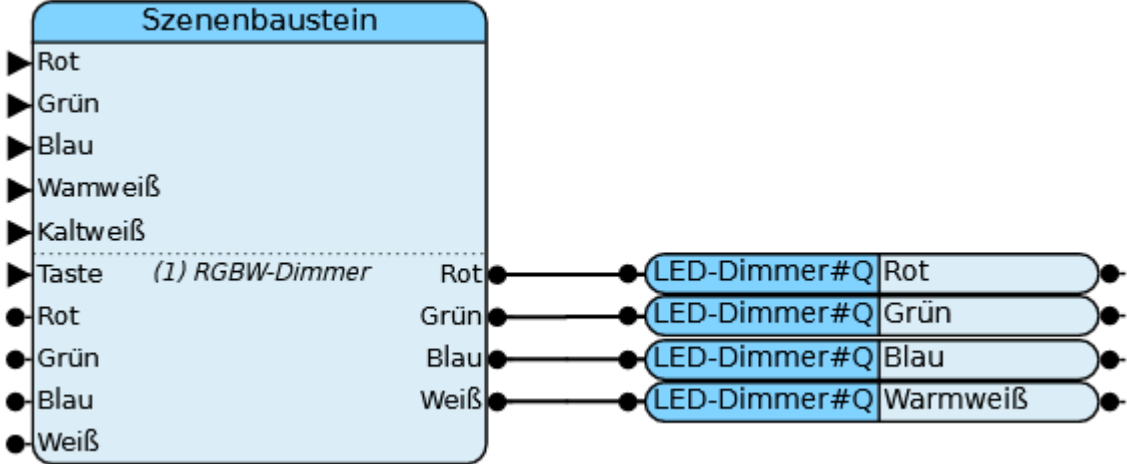 Szenenbaustein
Rot
Grün
Blau
Wamweiß
Kaltweiß
Taste (1) RGBW-Dimmer Rot LED-Dimmer#Q Rot
Rot Grün LED-Dimmer#Q Grün
Grün Blau LED-Dimmer#Q Blau
Blau Weiß LED-Dimmer#Q Warmweiß
Weiß